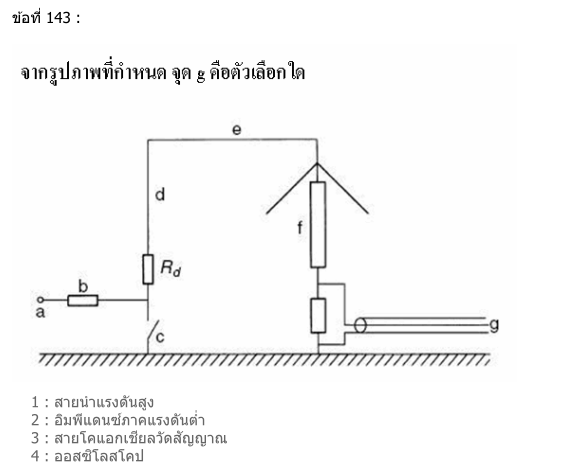 ข้อที่ 143 :
จากรูปภาพที่กำหนด จุด g คือตัวเลือกใด
e
d
f
Rd
b
a
c
g
1 : สายนำแรงดันสูง
2 : อิมพีแดนซ์ภาคแรงดันต่ำ
3 : สายโคแอกเชียลวัดสัญญาณ
4 : ออสซิโลสโคป